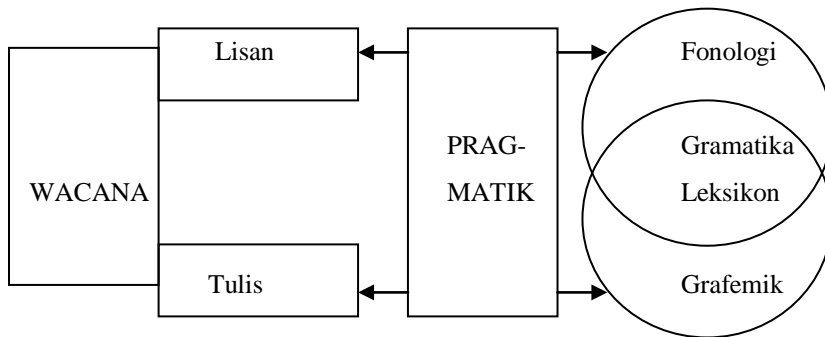 Lisan
Fonologi
PRAG-
MATIK
Gramatika
WACANA
Leksikon
Tulis
Grafemik